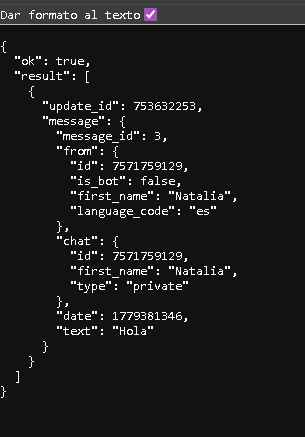 Dar formato al texto
{
  "ok": true,
  "result": [
    {
      "update_id": 753632253,
      "message": {
        "message_id": 3,
        "from": {
          "id": 7571759129,
          "is_bot": false,
          "first_name": "Natalia",
          "language_code": "es"
        },
        "chat": {
          "id": 7571759129,
          "first_name": "Natalia",
          "type": "private"
        },
        "date": 1779381346,
        "text": "Hola"
      }
    }
  ]
}